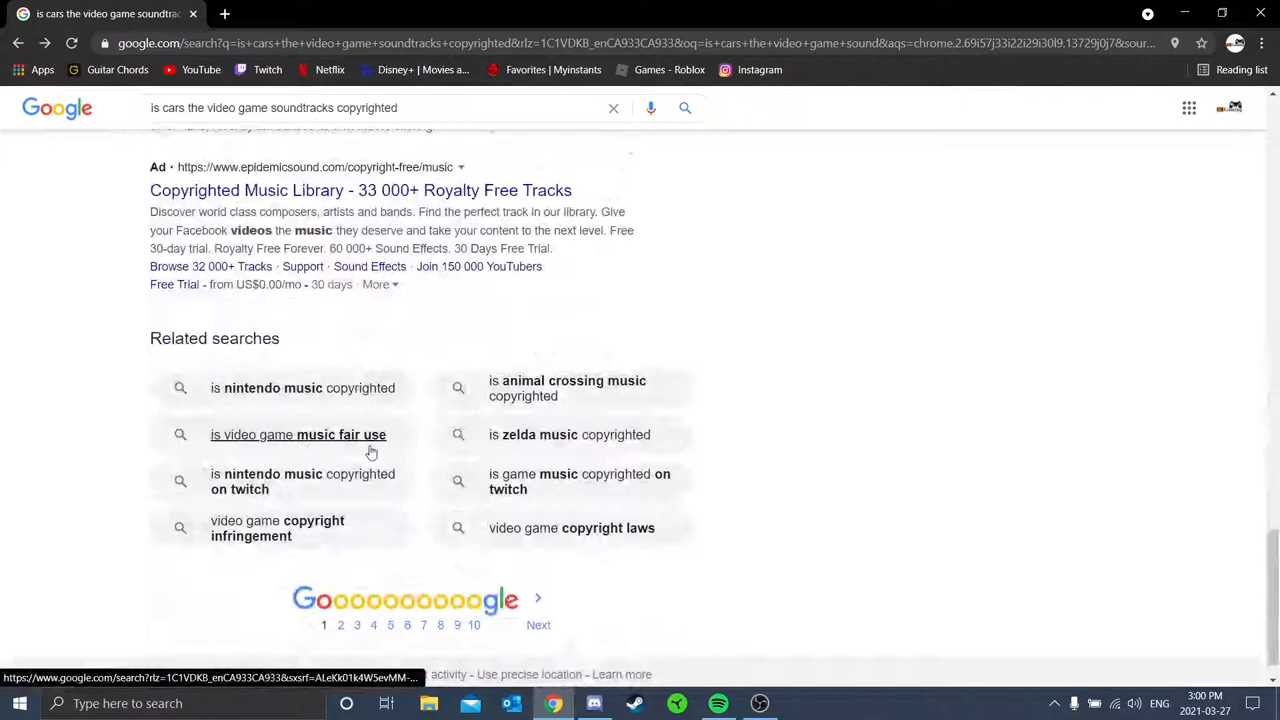 is cars the video game soundtra
google.com/search?q=is+cars+the+video+game+soundtracks+copyrighted&rlz=1C1VDKB_enCA933CA933&oq=is+cars+the+video+game+sound&aqs=chrome.2.69i57j33i22i29i30l9.13729j0j7&sour...
Apps Guitar Chords YouTube Twitch Netflix Disney+ | Movies a... Favorites | Myinstants Games - Roblox Instagram Reading list
Google is cars the video game soundtracks copyrighted
Ad · https://www.epidemicsound.com/copyright-free/music
Copyrighted Music Library - 33 000+ Royalty Free Tracks
Discover world class composers, artists and bands. Find the perfect track in our library. Give
your Facebook videos the music they deserve and take your content to the next level. Free
30-day trial. Royalty Free Forever. 60 000+ Sound Effects. 30 Days Free Trial.
Browse 32 000+ Tracks · Support · Sound Effects · Join 150 000 YouTubers
Free Trial - from US$0.00/mo - 30 days · More
Related searches
is nintendo music copyrighted
is animal crossing music
copyrighted
is video game music fair use
is zelda music copyrighted
is nintendo music copyrighted
on twitch
is game music copyrighted on
twitch
video game copyright
infringement
video game copyright laws
Goooooooooogle
1 2 3 4 5 6 7 8 9 10 Next
activity - Use precise location - Learn more
https://www.google.com/search?rlz=1C1VDKB_enCA933CA933&sxsrf=ALeKk01k4W5evMM-...
Type here to search
ENG
3:00 PM
2021-03-27